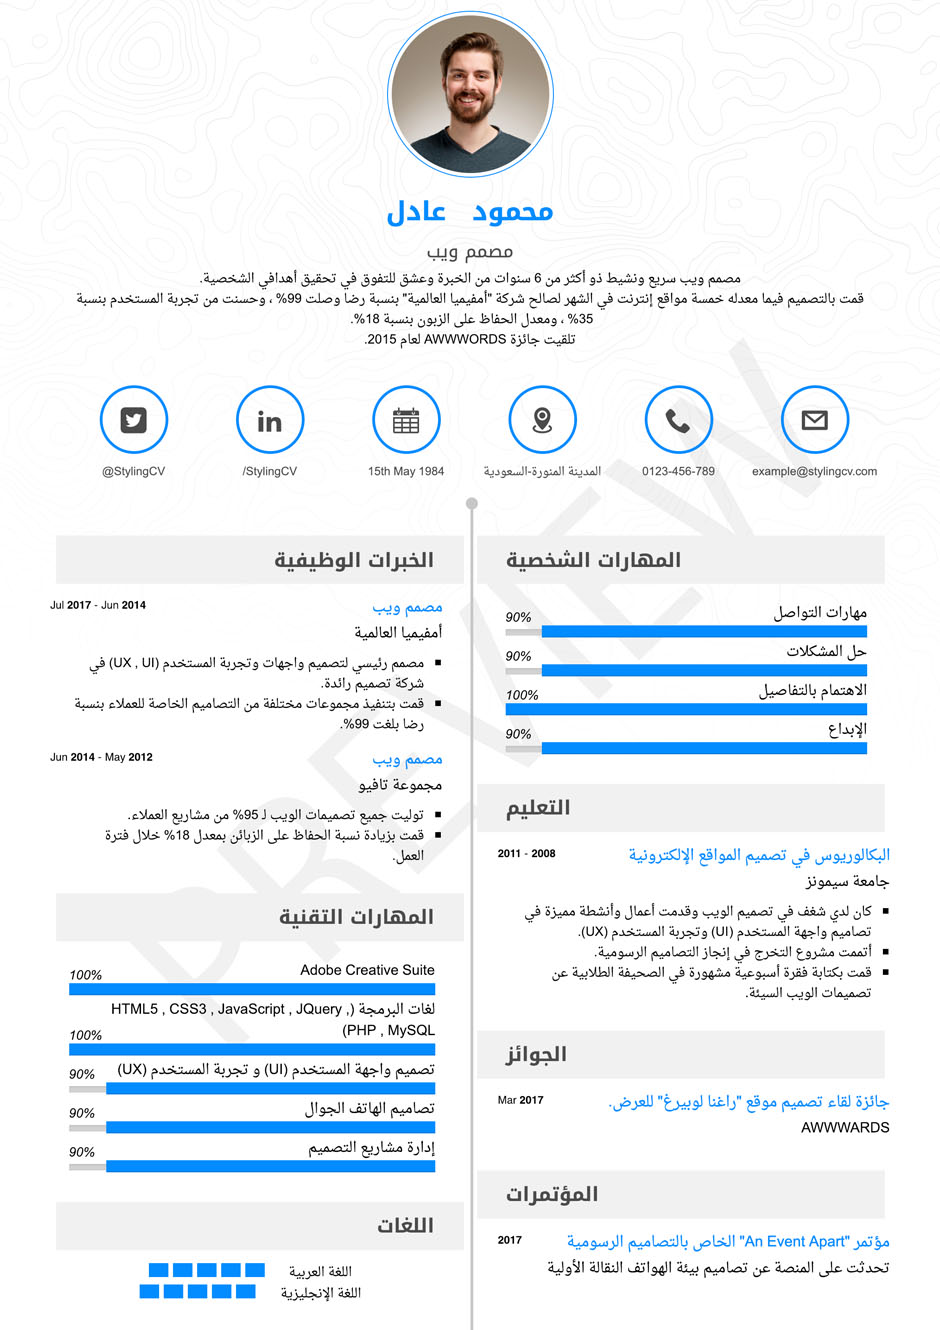 محمود عادل
مصمم ويب
مصمم ويب سريع ونشيط ذو أكثر من 6 سنوات من الخبرة وعشق للتفوق في تحقيق أهدافي الشخصية.
قمت بالتصميم فيما معدله خمسة مواقع إنترنت في الشهر لصالح شركة "أمفيميا العالمية" بنسبة رضا وصلت 99% ، وحسنت من تجربة المستخدم بنسبة
35% ، ومعدل الحفاظ على الزبون بنسبة 18%.
تلقيت جائزة AWWWORDS لعام 2015.
example@stylingcv.com
0123-456-789
المدينة المنورة-السعودية
15th May 1984
/StylingCV
@StylingCV
المهارات الشخصية
مهارات التواصل 90%
حل المشكلات 90%
الاهتمام بالتفاصيل 100%
الإبداع 90%
التعليم
البكالوريوس في تصميم المواقع الإلكترونية 2011 - 2008
جامعة سيمونز
كان لدي شغف في تصميم الويب وقدمت أعمال وأنشطة مميزة في
تصاميم واجهة المستخدم (UI) وتجربة المستخدم (UX).
أتممت مشروع التخرج في إنجاز التصاميم الرسومية.
قمت بكتابة فقرة أسبوعية مشهورة في الصحيفة الطلابية عن
تصميمات الويب السيئة.
الجوائز
جائزة لقاء تصميم موقع "راغنا لوبيرغ" للعرض. Mar 2017
AWWWARDS
المؤتمرات
مؤتمر "An Event Apart" الخاص بالتصاميم الرسومية 2017
تحدثت على المنصة عن تصاميم بيئة الهواتف النقالة الأولية
الخبرات الوظيفية
مصمم ويب Jul 2017 - Jun 2014
أمفيميا العالمية
مصمم رئيسي لتصميم واجهات وتجربة المستخدم (UX , UI) في
شركة تصميم رائدة.
قمت بتنفيذ مجموعات مختلفة من التصاميم الخاصة للعملاء بنسبة
رضا بلغت 99%.
مصمم ويب Jun 2014 - May 2012
مجموعة تافيو
توليت جميع تصميمات الويب لـ 95% من مشاريع العملاء.
قمت بزيادة نسبة الحفاظ على الزبائن بمعدل 18% خلال فترة
العمل.
المهارات التقنية
Adobe Creative Suite 100%
لغات البرمجة (HTML5 , CSS3 , JavaScript , JQuery ,
PHP , MySQL) 100%
تصميم واجهة المستخدم (UI) و تجربة المستخدم (UX) 90%
تصاميم الهاتف الجوال 90%
إدارة مشاريع التصميم 90%
اللغات
اللغة العربية
اللغة الإنجليزية
PREVIEW